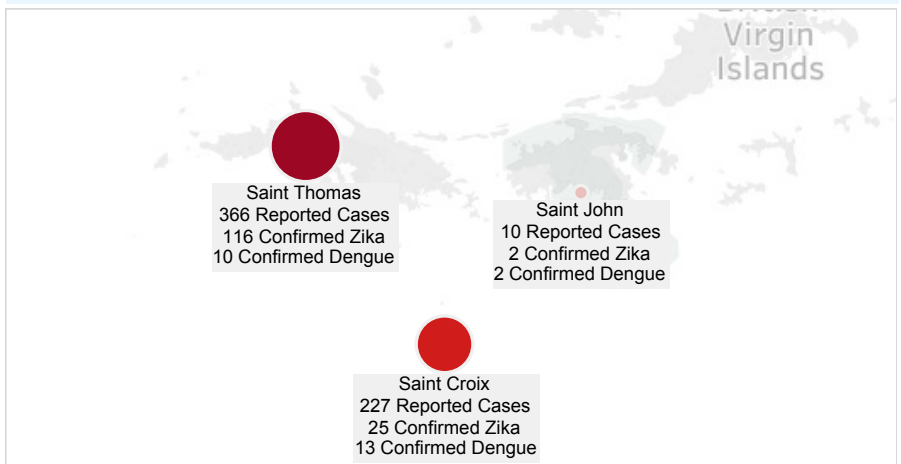 British
Virgin
Islands
Saint Thomas
366 Reported Cases
116 Confirmed Zika
10 Confirmed Dengue
Saint John
10 Reported Cases
2 Confirmed Zika
2 Confirmed Dengue
Saint Croix
227 Reported Cases
25 Confirmed Zika
13 Confirmed Dengue